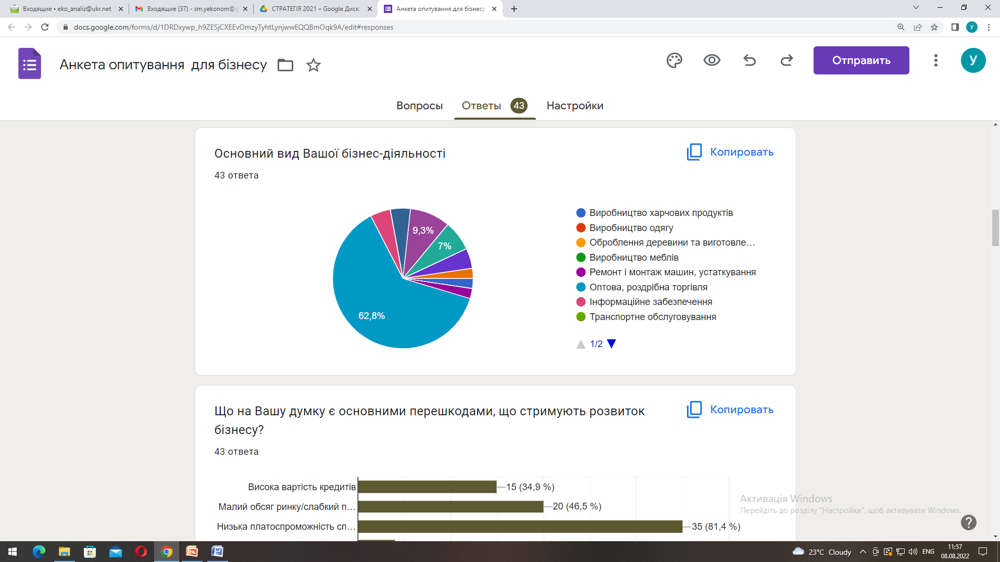 Входящие • eko_analiz@ukr.net
Входящие (37) - sm.yekonom@g
СТРАТЕГІЯ 2021 – Google Диск
Анкета опитування для бізнесу
docs.google.com/forms/d/1DRDxywp_h9ZESjCXEEvOmzyTyhtLynjwwEQQBmOqk9A/edit#responses
У
Анкета опитування для бізнесу
Отправить
У
Вопросы
Ответы 43
Настройки
Основний вид Вашої бізнес-діяльності
Копировать
43 ответа
9,3%
7%
62,8%
Виробництво харчових продуктів
Виробництво одягу
Оброблення деревини та виготовле…
Виробництво меблів
Ремонт і монтаж машин, устаткування
Оптова, роздрібна торгівля
Інформаційне забезпечення
Транспортне обслуговування
1/2
Що на Вашу думку є основними перешкодами, що стримують розвиток
бізнесу?
Копировать
43 ответа
Висока вартість кредитів
15 (34,9 %)
Малий обсяг ринку/слабкий п…
20 (46,5 %)
Низька платоспроможність сп…
35 (81,4 %)
Активація Windows
Перейдіть до розділу "Настройки", щоб активувати Windows.
23°C Cloudy
ENG
11:57
08.08.2022